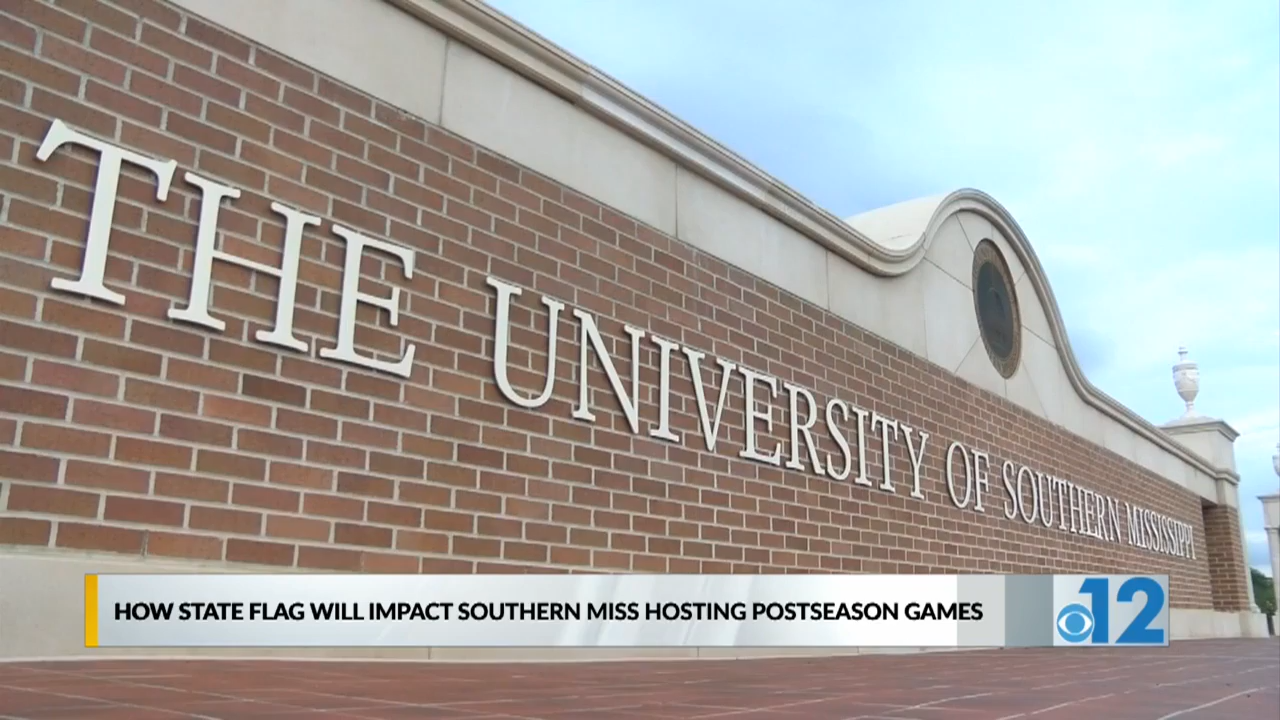 THE UNIVERSITY OF SOUTHERN MISSISSIPPI
HOW STATE FLAG WILL IMPACT SOUTHERN MISS HOSTING POSTSEASON GAMES
12